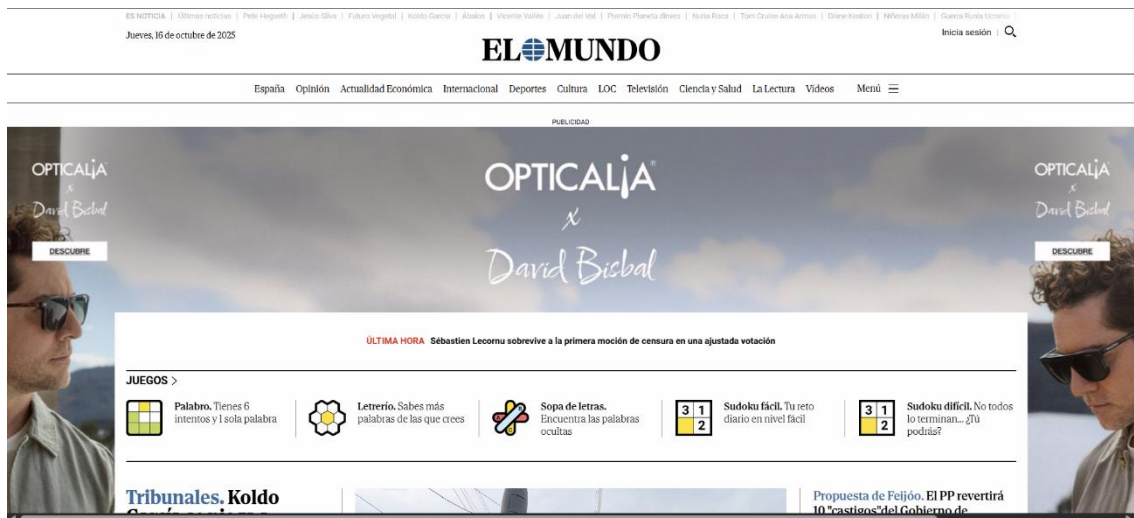 ES NOTICIA | Últimas noticias | Pete Hegseth | Jesús Silva | Futuro Vegetal | Koldo García | Ábalos | Vicente Vallés | Juan del Val | Premio Planeta dinero | Nuria Roca | Tom Cruise Ana Armas | Diane Keaton | Niñeras Milán | Guerra Rusia Ucrania
Jueves, 16 de octubre de 2025
EL MUNDO
Inicia sesión
España Opinión Actualidad Económica Internacional Deportes Cultura LOC Televisión Ciencia y Salud La Lectura Vídeos Menú
PUBLICIDAD
OPTICALiA
x
David Bisbal
DESCUBRE
OPTICALiA
x
David Bisbal
OPTICALiA
x
David Bisbal
DESCUBRE
ÚLTIMA HORA Sébastien Lecornu sobrevive a la primera moción de censura en una ajustada votación
JUEGOS >
Palabro. Tienes 6
intentos y 1 sola palabra
Letrerío. Sabes más
palabras de las que crees
Sopa de letras.
Encuentra las palabras
ocultas
3 1
2
Sudoku fácil. Tu reto
diario en nivel fácil
3 1
2
Sudoku difícil. No todos
lo terminan... ¿Tú
podrás?
Tribunales. Koldo
Propuesta de Feijóo. El PP revertirá
10 "castigos" del Gobierno de